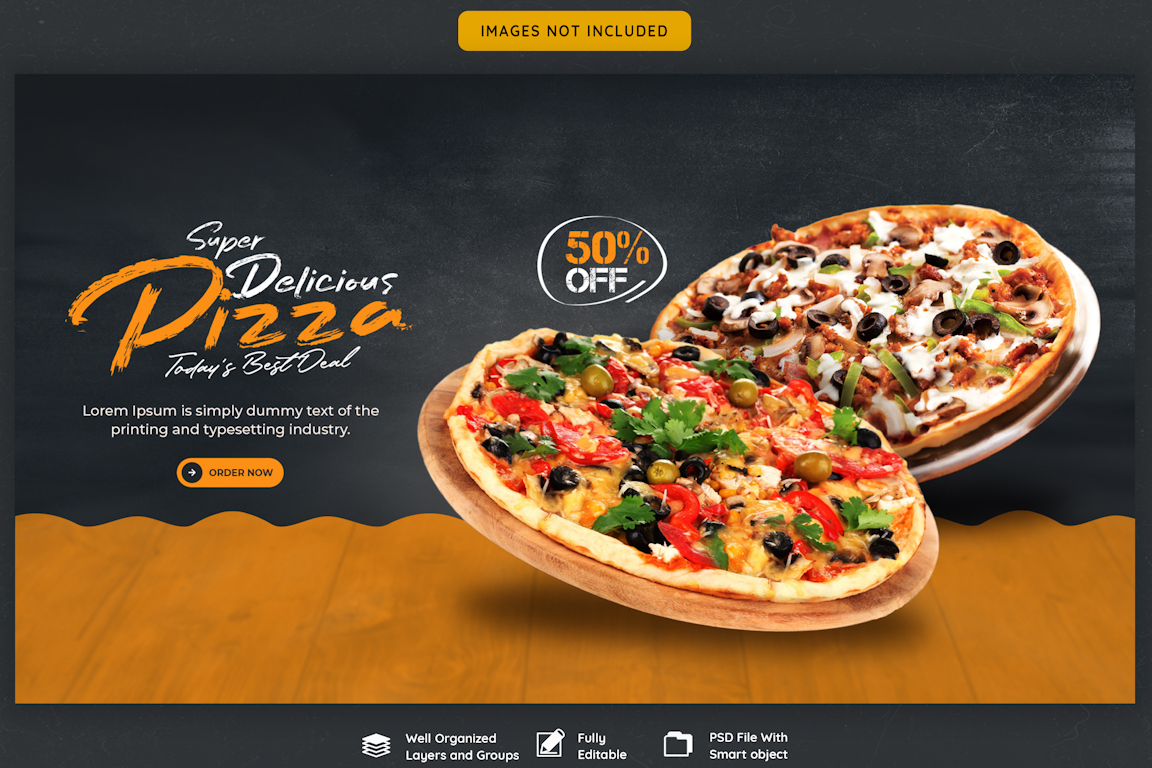 IMAGES NOT INCLUDED
Super
Delicious
Pizza
Today's Best Deal
Lorem Ipsum is simply dummy text of the
printing and typesetting industry.
ORDER NOW
50%
OFF
Well Organized
Layers and Groups
Fully
Editable
PSD File With
Smart object